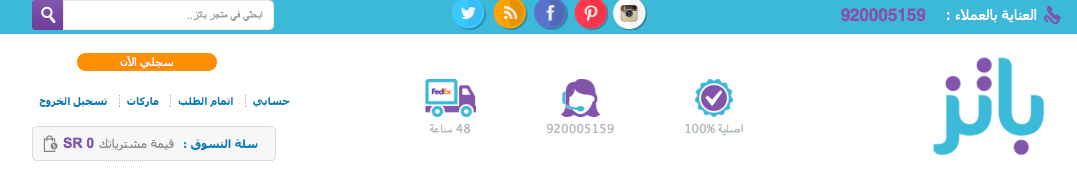 العناية بالعملاء : 920005159
ابحثي في متجر باتز..
باتز
اصلية 100%
920005159
FedEx
48 ساعة
سجلي الآن
حسابي
اتمام الطلب
ماركات
تسجيل الخروج
سلة التسوق : قيمة مشترياتك SR 0